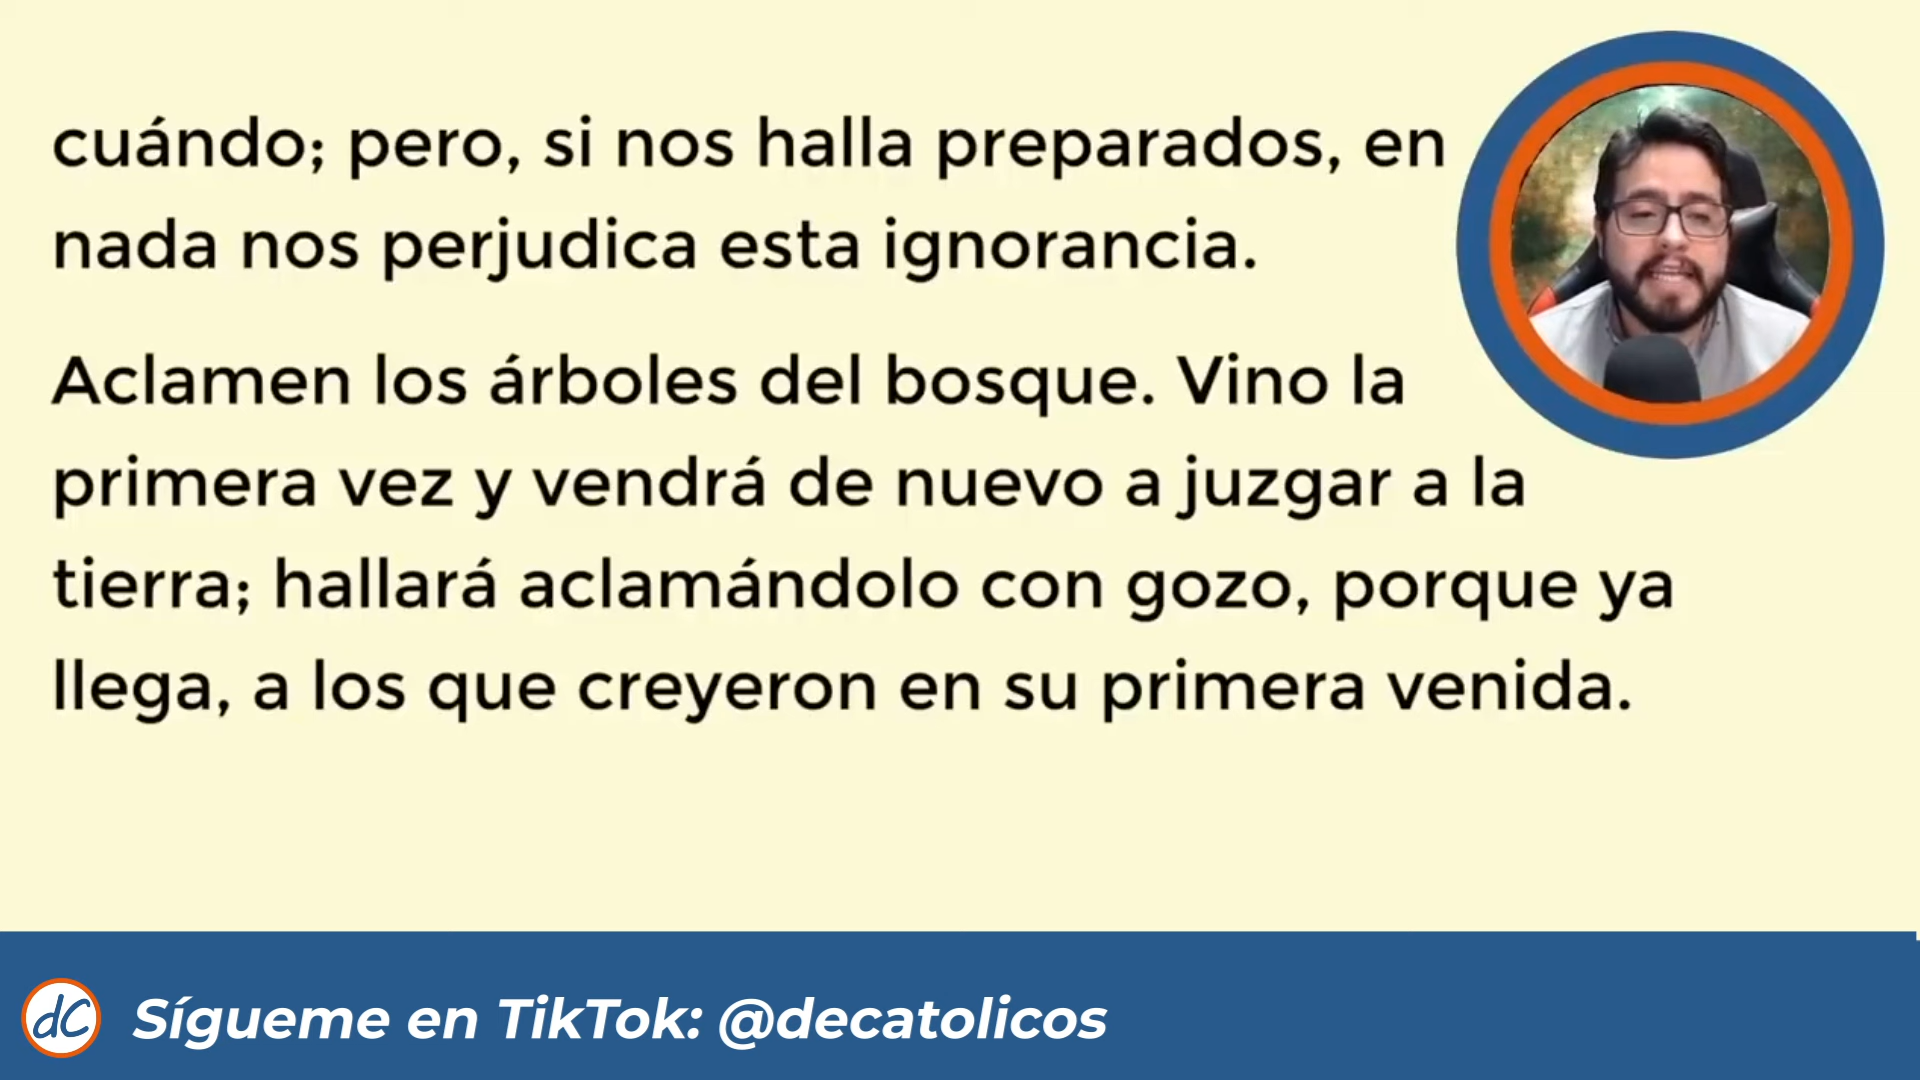 cuándo; pero, si nos halla preparados, en
nada nos perjudica esta ignorancia.
Aclamen los árboles del bosque. Vino la
primera vez y vendrá de nuevo a juzgar a la
tierra; hallará aclamándolo con gozo, porque ya
llega, a los que creyeron en su primera venida.
dC Sígueme en TikTok: @decatolicos